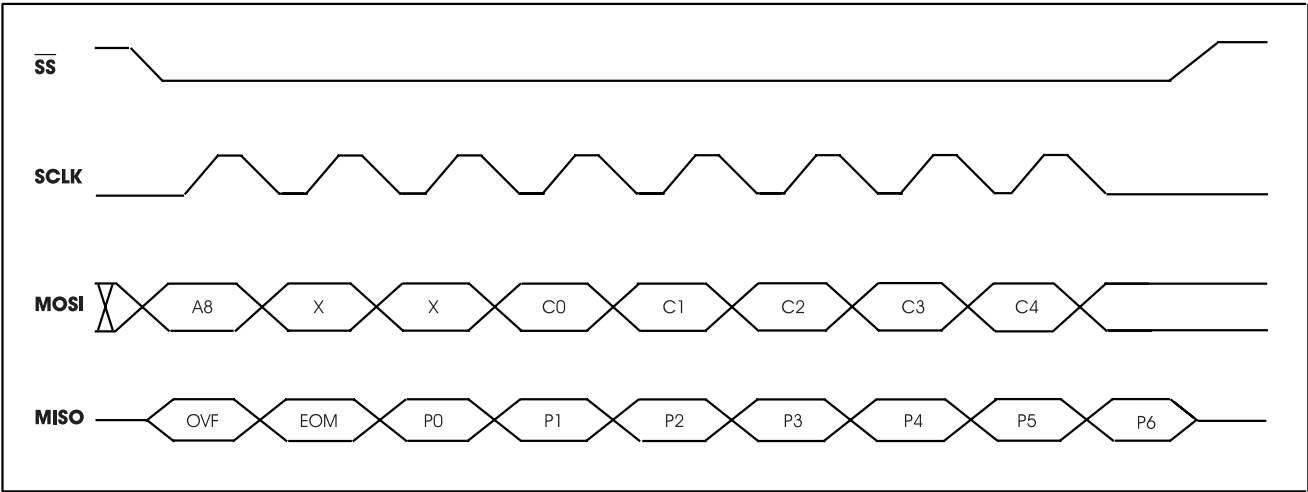 SS
SCLK
MOSI A8 X X C0 C1 C2 C3 C4
MISO OVF EOM P0 P1 P2 P3 P4 P5 P6